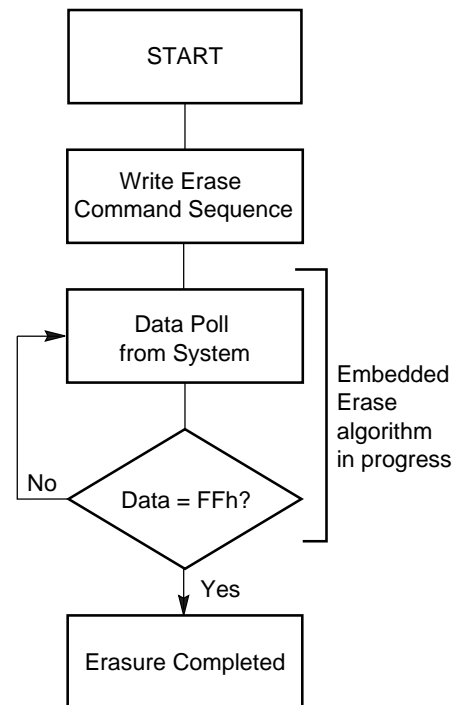 START
Write Erase
Command Sequence
Data Poll
from System
Embedded
Erase
algorithm
in progress
No
Data = FFh?
Yes
Erasure Completed